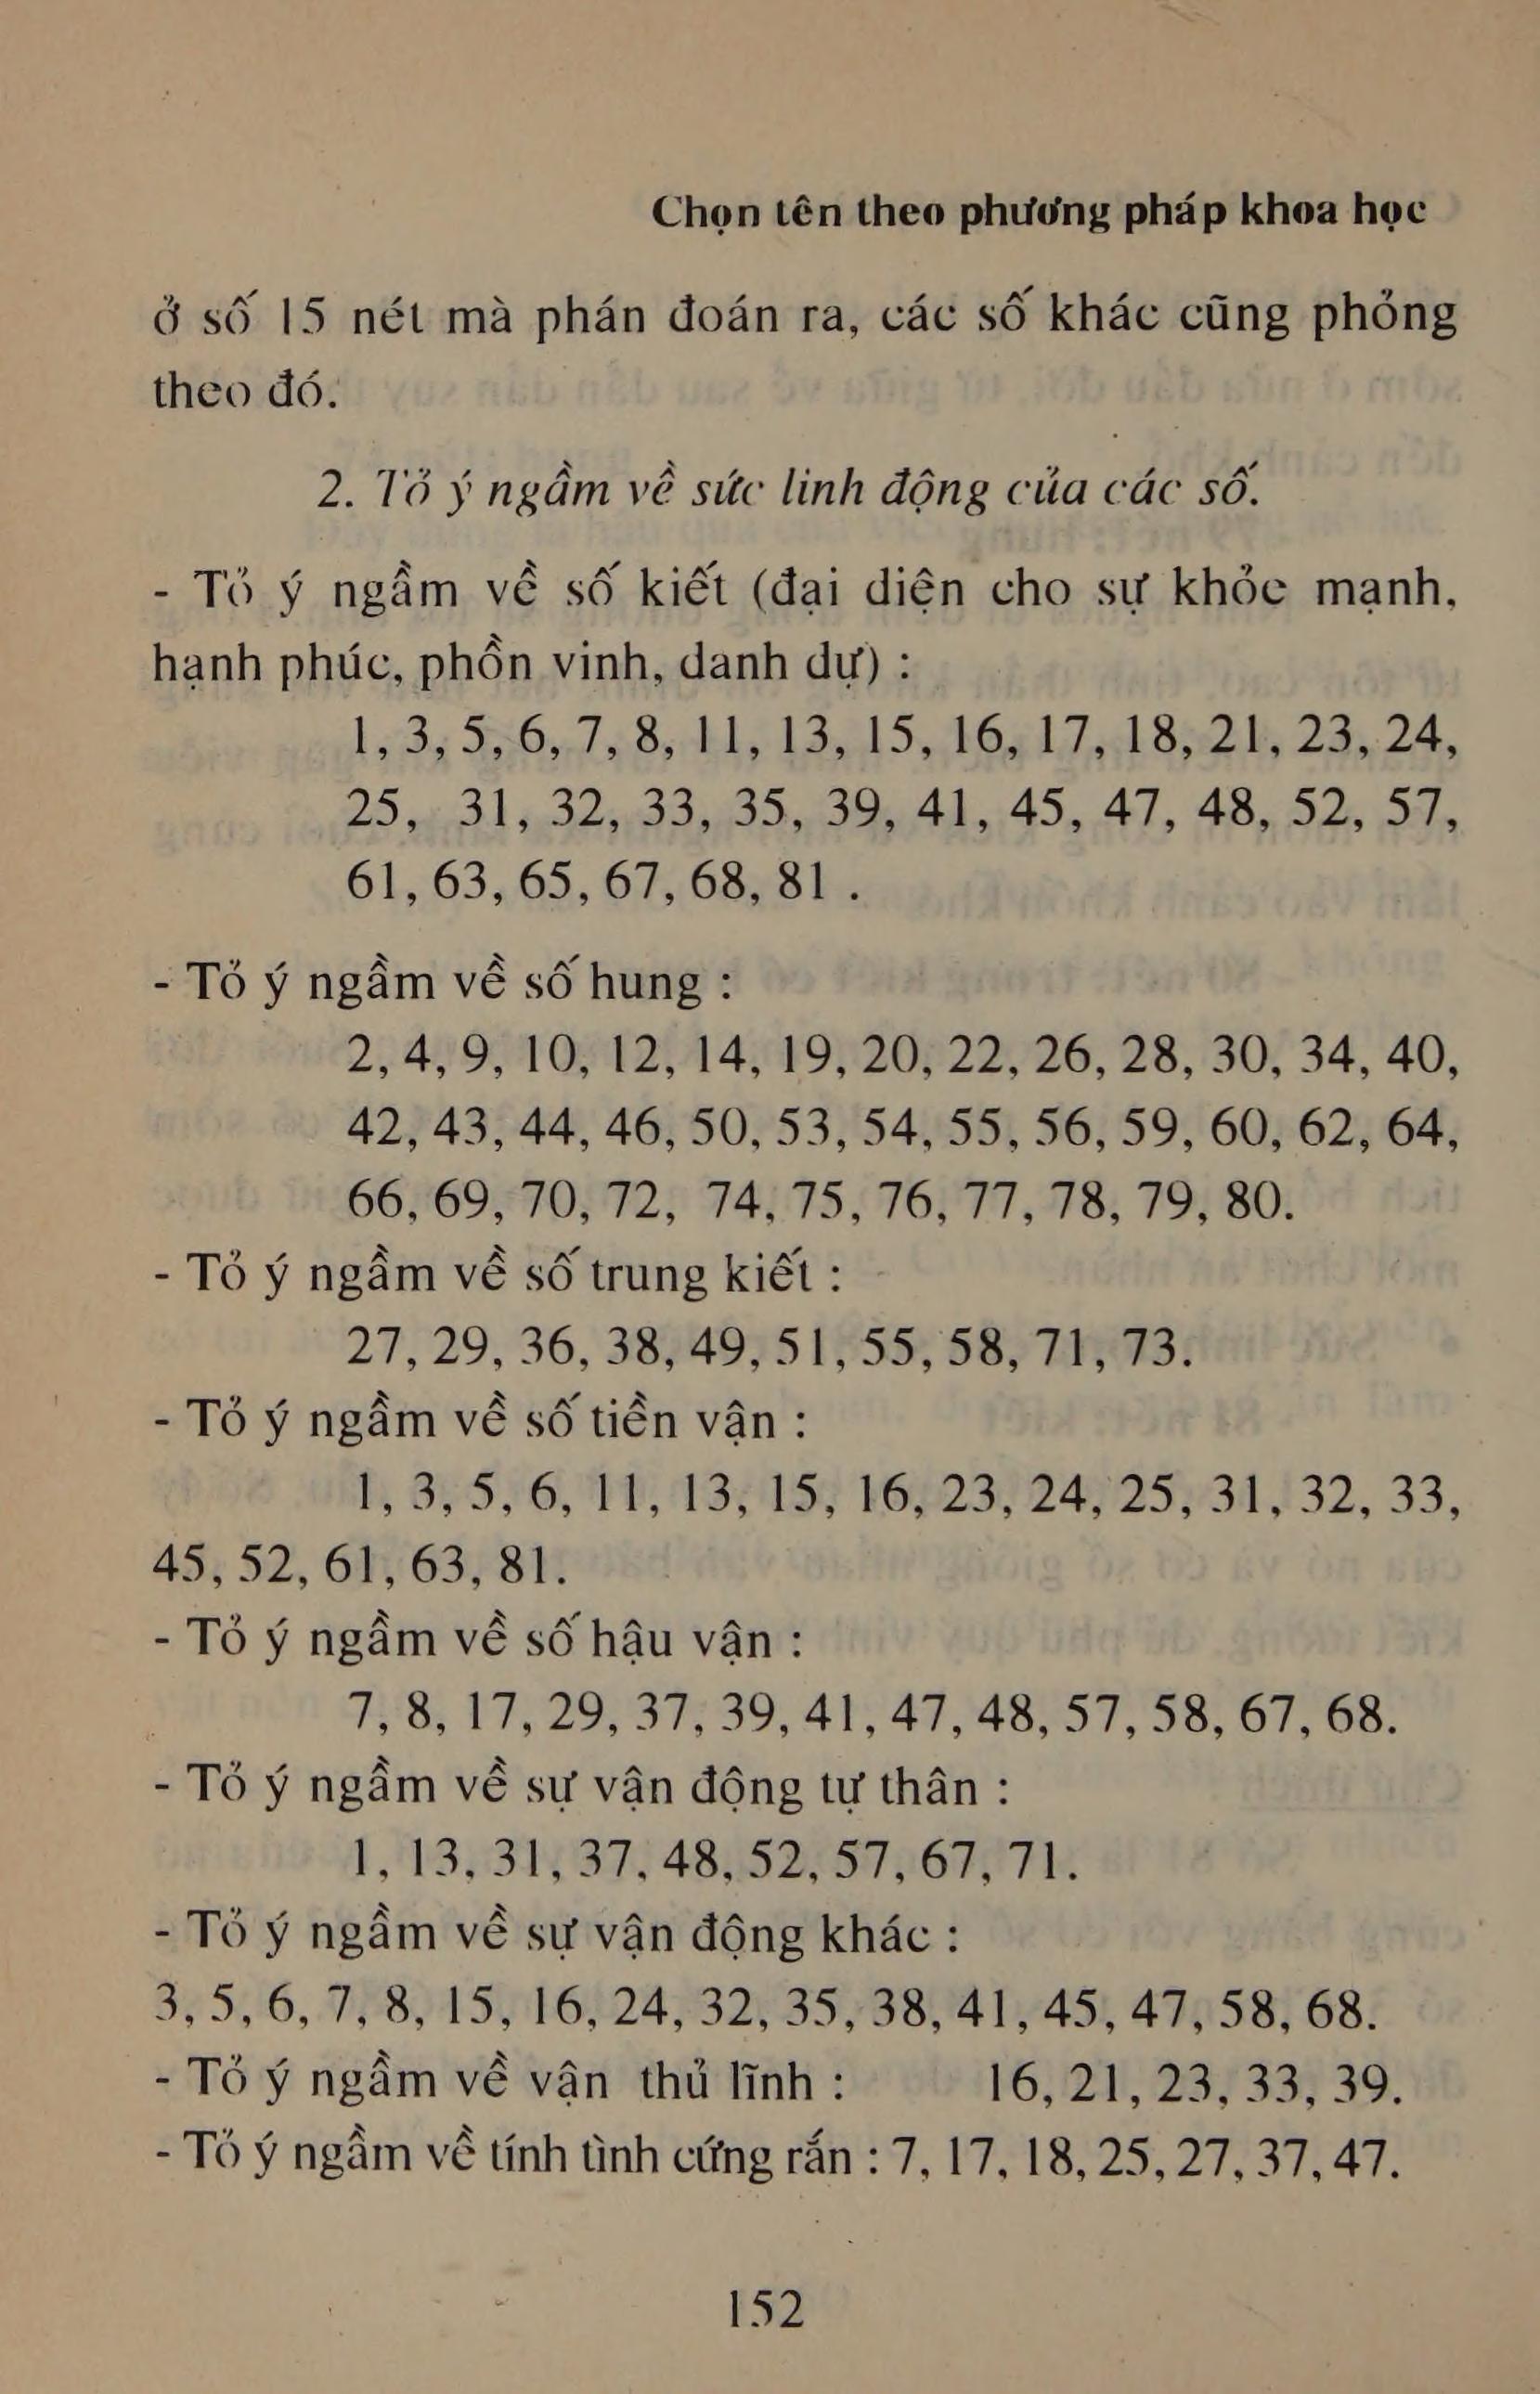 Chọn tên theo phương pháp khoa học
ở số 15 nét mà phán đoán ra, các số khác cũng phỏng
theo đó.
2. Tỏ ý ngầm về sức linh động của các số.
- Tỏ ý ngầm về số kiết (đại diện cho sự khỏe mạnh,
hạnh phúc, phồn vinh, danh dự) :
1, 3, 5, 6, 7, 8, 11, 13, 15, 16, 17, 18, 21, 23, 24,
25, 31, 32, 33, 35, 39, 41, 45, 47, 48, 52, 57,
61, 63, 65, 67, 68, 81 .
- Tỏ ý ngầm về số hung :
2, 4, 9, 10, 12, 14, 19, 20, 22, 26, 28, 30, 34, 40,
42, 43, 44, 46, 50, 53, 54, 55, 56, 59, 60, 62, 64,
66, 69, 70, 72, 74, 75, 76, 77, 78, 79, 80.
- Tỏ ý ngầm về số trung kiết :
27, 29, 36, 38, 49, 51, 55, 58, 71, 73.
- Tỏ ý ngầm về số tiền vận :
1, 3, 5, 6, 11, 13, 15, 16, 23, 24, 25, 31, 32, 33,
45, 52, 61, 63, 81.
- Tỏ ý ngầm về số hậu vận :
7, 8, 17, 29, 37, 39, 41, 47, 48, 57, 58, 67, 68.
- Tỏ ý ngầm về sự vận động tự thân :
1, 13, 31, 37, 48, 52, 57, 67, 71.
- Tỏ ý ngầm về sự vận động khác :
3, 5, 6, 7, 8, 15, 16, 24, 32, 35, 38, 41, 45, 47, 58, 68.
- Tỏ ý ngầm về vận thủ lĩnh : 16, 21, 23, 33, 39.
- Tỏ ý ngầm về tính tình cứng rắn : 7, 17, 18, 25, 27, 37, 47.
152